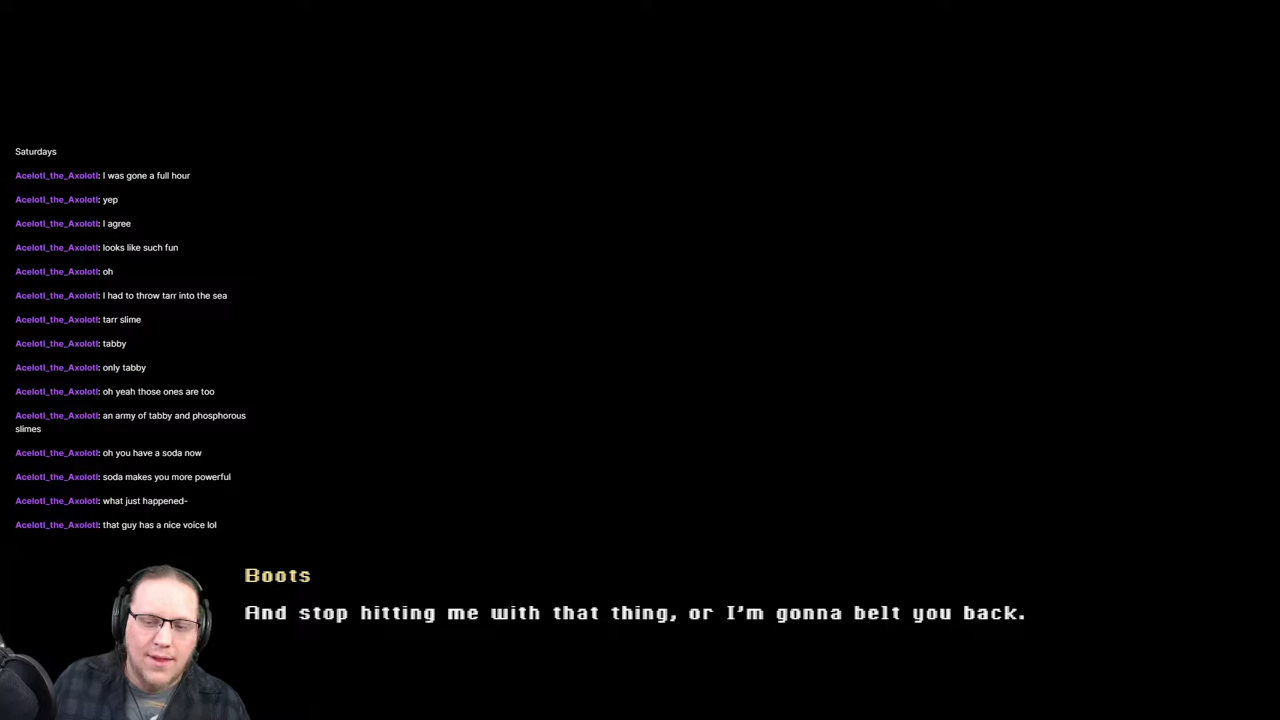 Saturdays
Acelotl_the_Axolotl: I was gone a full hour
Acelotl_the_Axolotl: yep
Acelotl_the_Axolotl: I agree
Acelotl_the_Axolotl: looks like such fun
Acelotl_the_Axolotl: oh
Acelotl_the_Axolotl: I had to throw tarr into the sea
Acelotl_the_Axolotl: tarr slime
Acelotl_the_Axolotl: tabby
Acelotl_the_Axolotl: only tabby
Acelotl_the_Axolotl: oh yeah those ones are too
Acelotl_the_Axolotl: an army of tabby and phosphorous
slimes
Acelotl_the_Axolotl: oh you have a soda now
Acelotl_the_Axolotl: soda makes you more powerful
Acelotl_the_Axolotl: what just happened-
Acelotl_the_Axolotl: that guy has a nice voice lol
Boots
And stop hitting me with that thing, or I'm gonna belt you back.